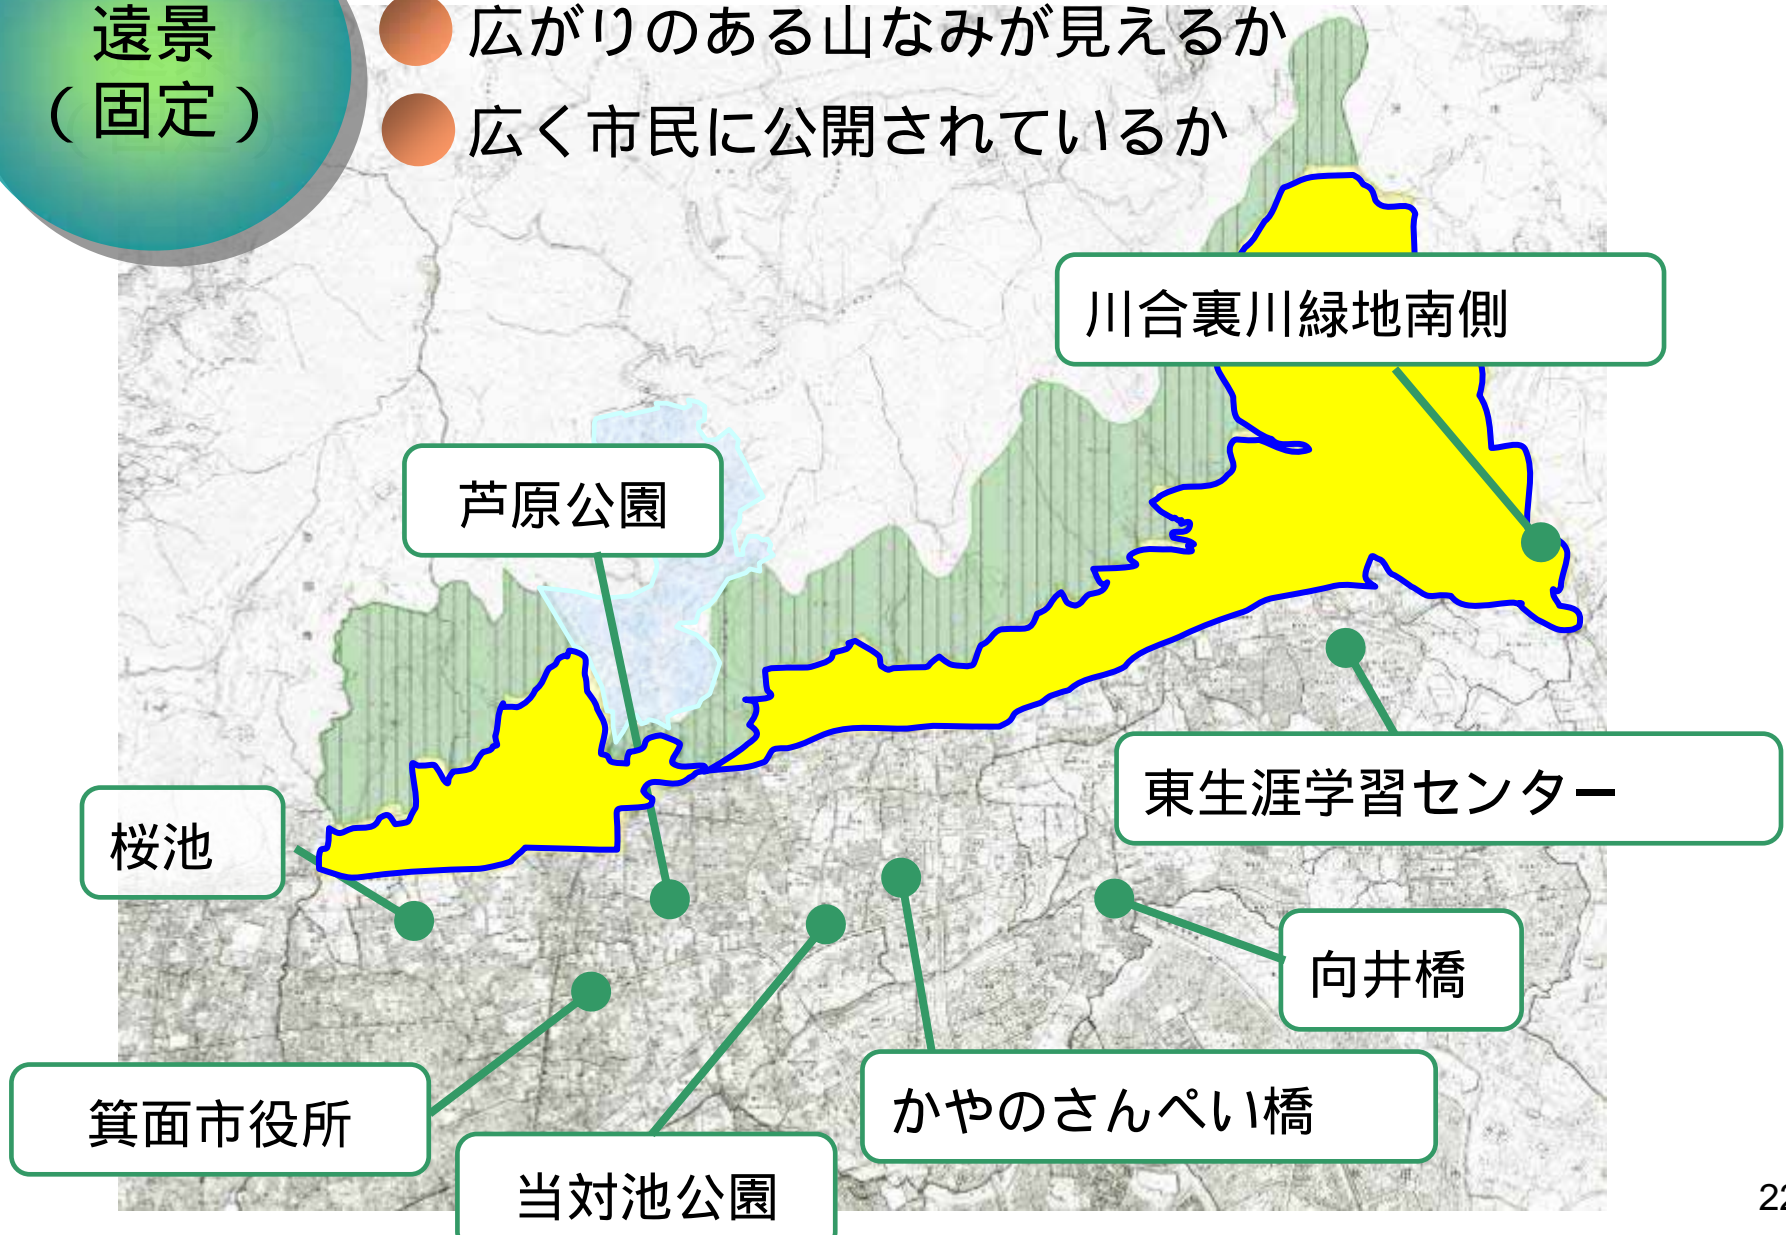 遠景
(固定)
広がりのある山なみが見えるか
広く市民に公開されているか
川合裏川緑地南側
芦原公園
東生涯学習センター
桜池
向井橋
かやのさんぺい橋
箕面市役所
当対池公園
22